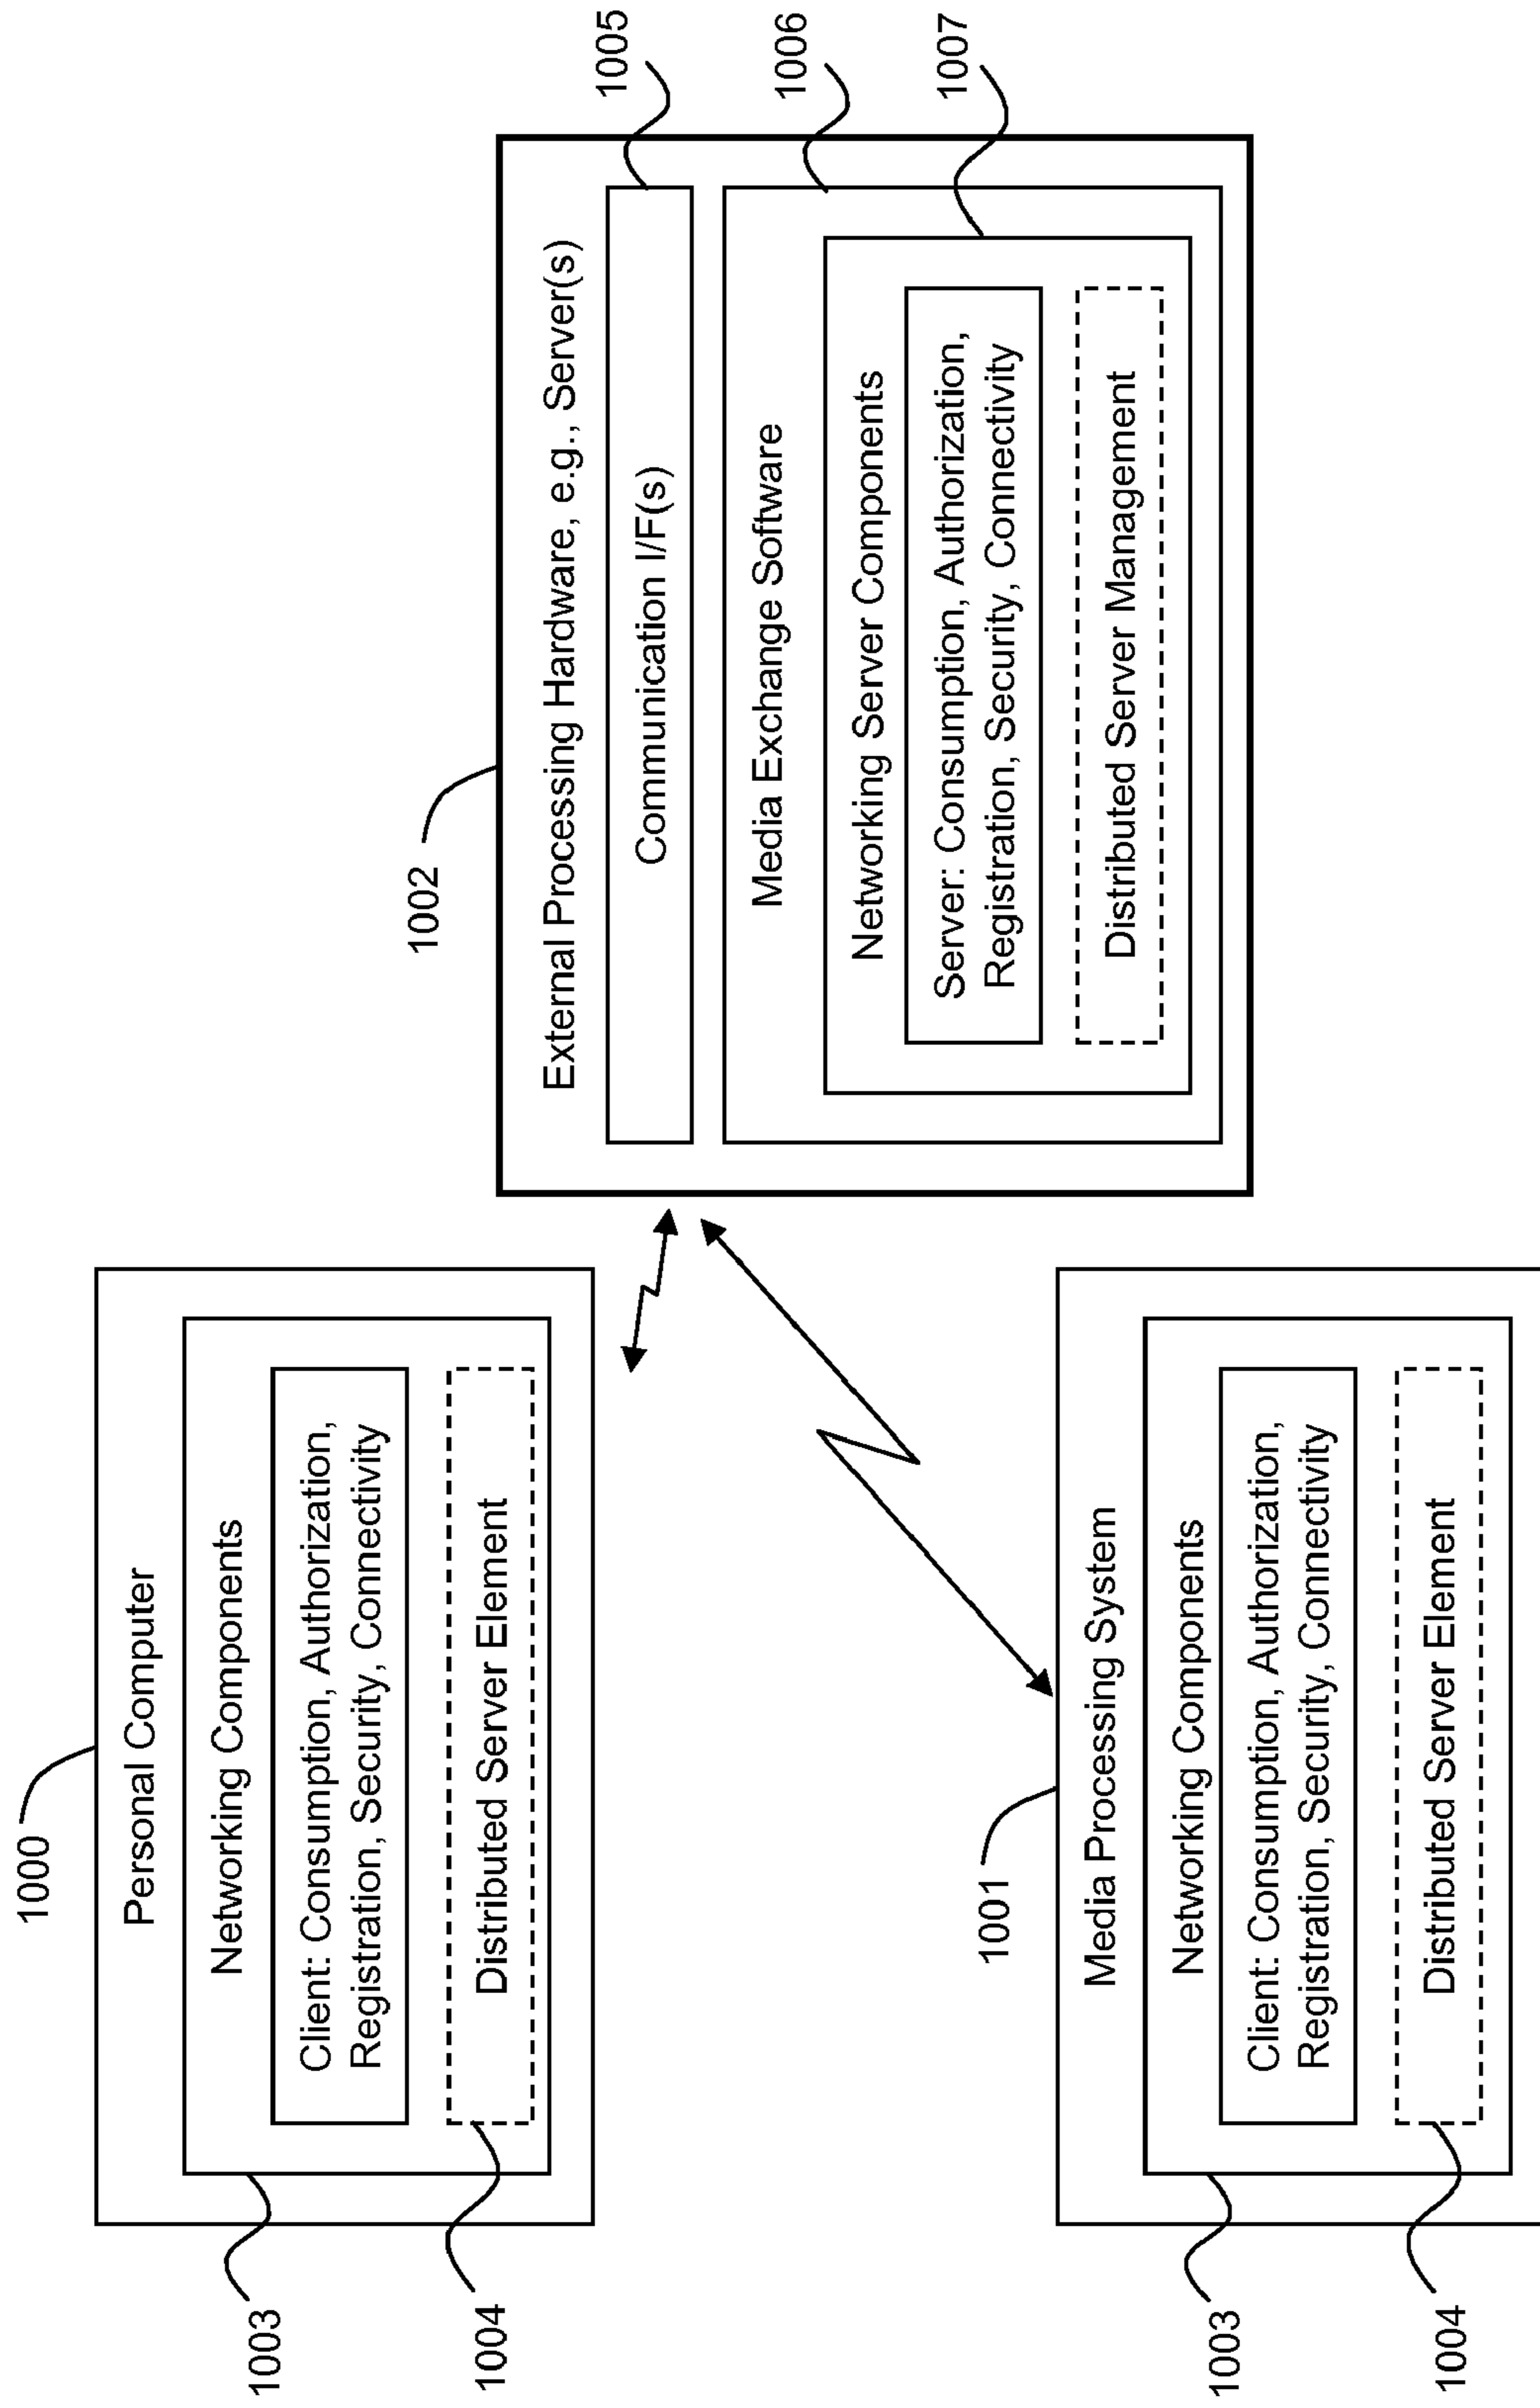 1000
Personal Computer
Networking Components
Client: Consumption, Authorization,
Registration, Security, Connectivity
Distributed Server Element
1003
1004
1002
External Processing Hardware, e.g., Server(s)
Communication I/F(s)
Media Exchange Software
Networking Server Components
Server: Consumption, Authorization,
Registration, Security, Connectivity
Distributed Server Management
1005
1006
1007
1001
Media Processing System
Networking Components
Client: Consumption, Authorization,
Registration, Security, Connectivity
Distributed Server Element
1003
1004